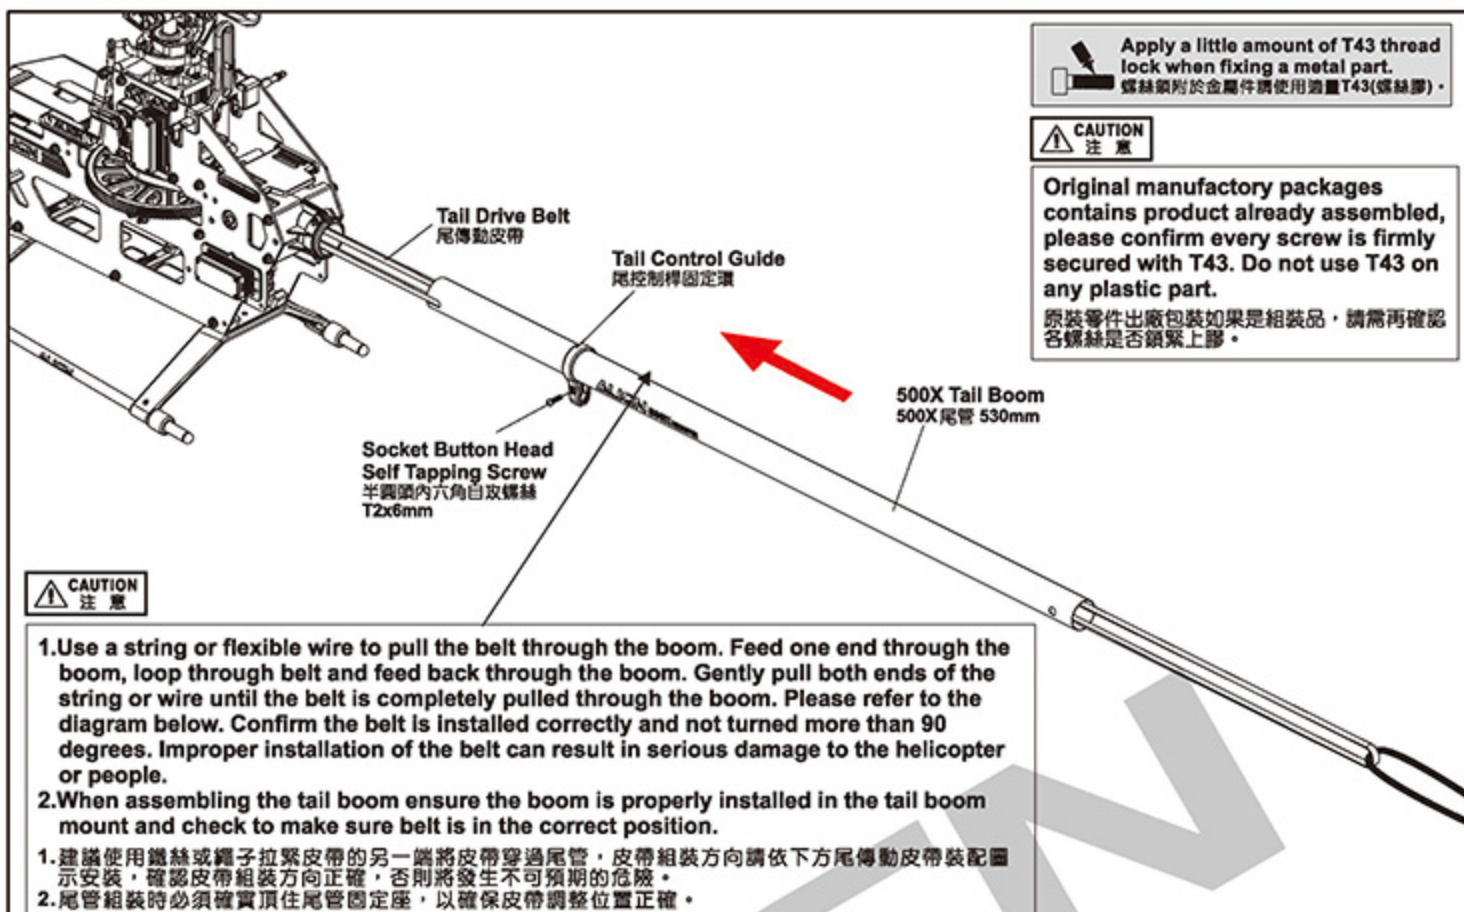 Apply a little amount of T43 thread
lock when fixing a metal part.
螺絲鎖附於金屬件請使用適量T43(螺絲膠)。
CAUTION
注 意
Original manufactory packages
contains product already assembled,
please confirm every screw is firmly
secured with T43. Do not use T43 on
any plastic part.
原裝零件出廠包裝如果是組裝品，請需再確認
各螺絲是否鎖緊上膠。
Tail Drive Belt
尾傳動皮帶
Tail Control Guide
尾控制桿固定環
ALIGN
500X Tail Boom
500X尾管 530mm
Socket Button Head
Self Tapping Screw
半圓頭內六角自攻螺絲
T2x6mm
CAUTION
注 意
1.Use a string or flexible wire to pull the belt through the boom. Feed one end through the
boom, loop through belt and feed back through the boom. Gently pull both ends of the
string or wire until the belt is completely pulled through the boom. Please refer to the
diagram below. Confirm the belt is installed correctly and not turned more than 90
degrees. Improper installation of the belt can result in serious damage to the helicopter
or people.
2.When assembling the tail boom ensure the boom is properly installed in the tail boom
mount and check to make sure belt is in the correct position.
1.建議使用鐵絲或繩子拉緊皮帶的另一端將皮帶穿過尾管，皮帶組裝方向請依下方尾傳動皮帶裝配圖
示安裝，確認皮帶組裝方向正確，否則將發生不可預期的危險。
2.尾管組裝時必須確實頂住尾管固定座，以確保皮帶調整位置正確。